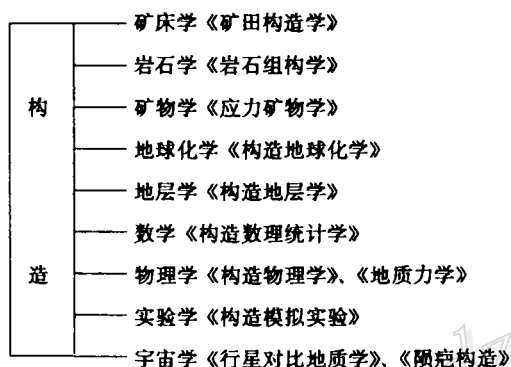 矿床学《矿田构造学》
岩石学《岩石组构学》
构
矿物学《应力矿物学》
地球化学《构造地球化学》
地层学《构造地层学》
数学《构造数理统计学》
造
物理学《构造物理学》、《地质力学》
实验学《构造模拟实验》
宇宙学《行星对比地质学》、《陨疤构造》